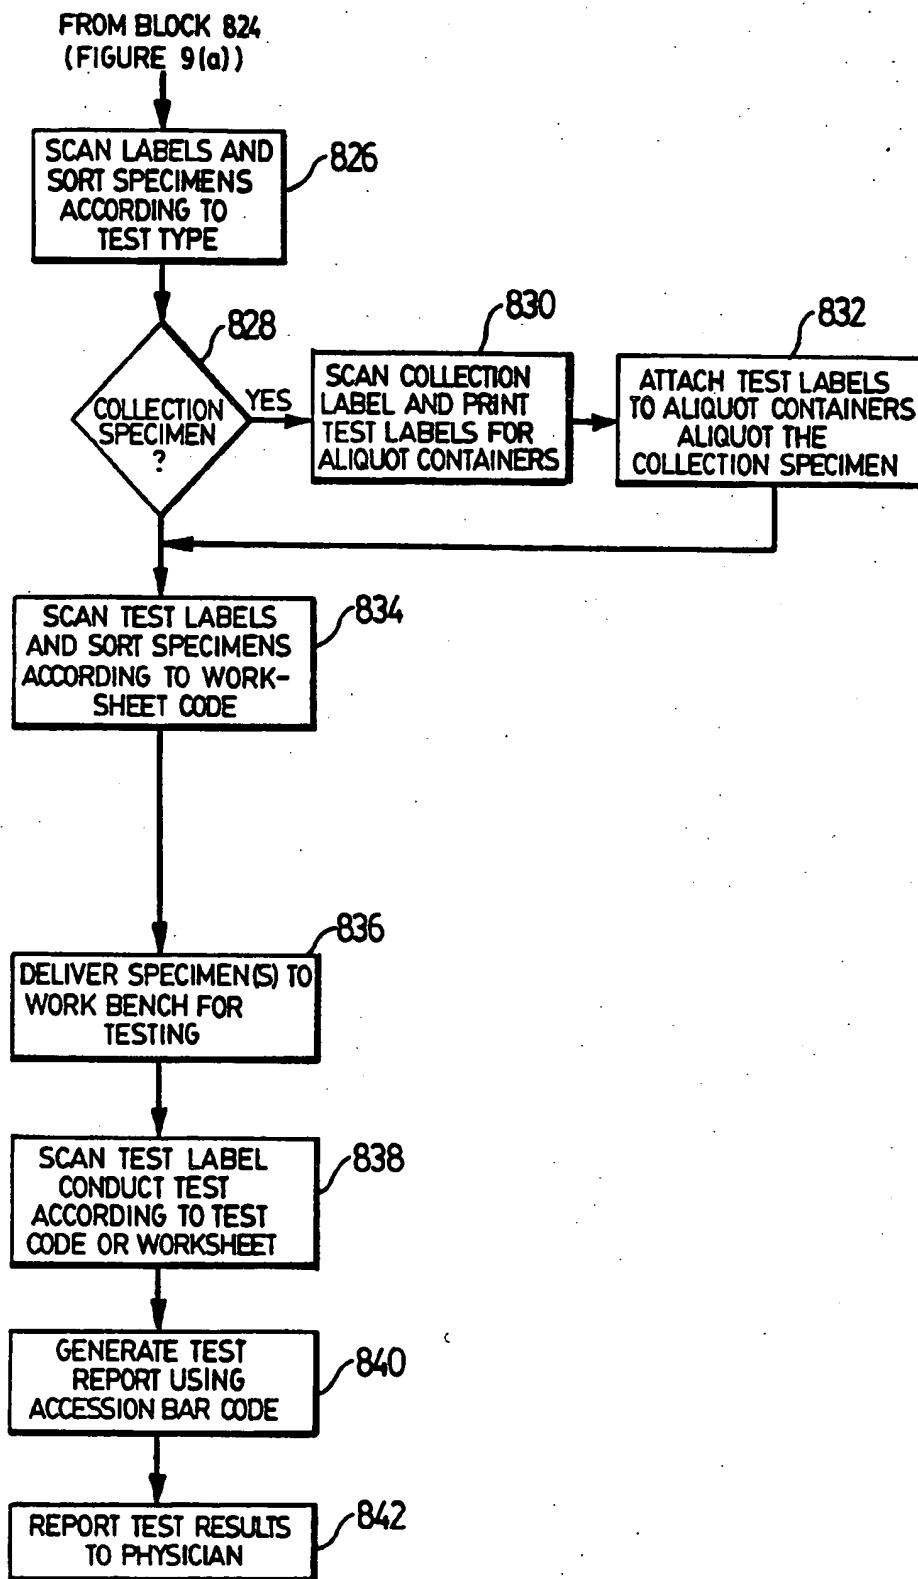 FROM BLOCK 824
(FIGURE 9(a))
SCAN LABELS AND
SORT SPECIMENS
ACCORDING TO
TEST TYPE
826
828
COLLECTION
SPECIMEN
?
YES
830
SCAN COLLECTION
LABEL AND PRINT
TEST LABELS FOR
ALIQUOT CONTAINERS
832
ATTACH TEST LABELS
TO ALIQUOT CONTAINERS
ALIQUOT THE
COLLECTION SPECIMEN
SCAN TEST LABELS
AND SORT SPECIMENS
ACCORDING TO WORK-
SHEET CODE
834
836
DELIVER SPECIMEN(S) TO
WORK BENCH FOR
TESTING
SCAN TEST LABEL
CONDUCT TEST
ACCORDING TO TEST
CODE OR WORKSHEET
838
GENERATE TEST
REPORT USING
ACCESSION BAR CODE
840
REPORT TEST RESULTS
TO PHYSICIAN
842